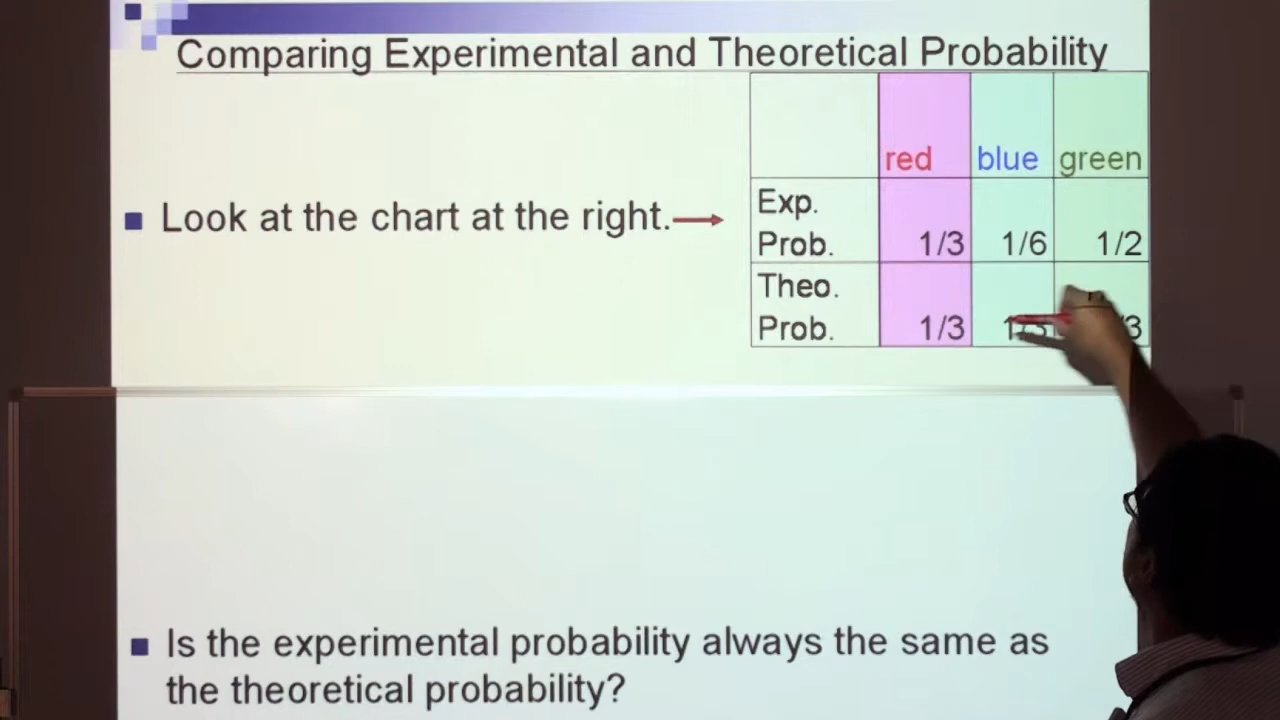 Comparing Experimental and Theoretical Probability
red blue green
Look at the chart at the right.
Exp.
Prob. 1/3 1/6 1/2
Theo.
Prob. 1/3 1/3
Is the experimental probability always the same as
the theoretical probability?